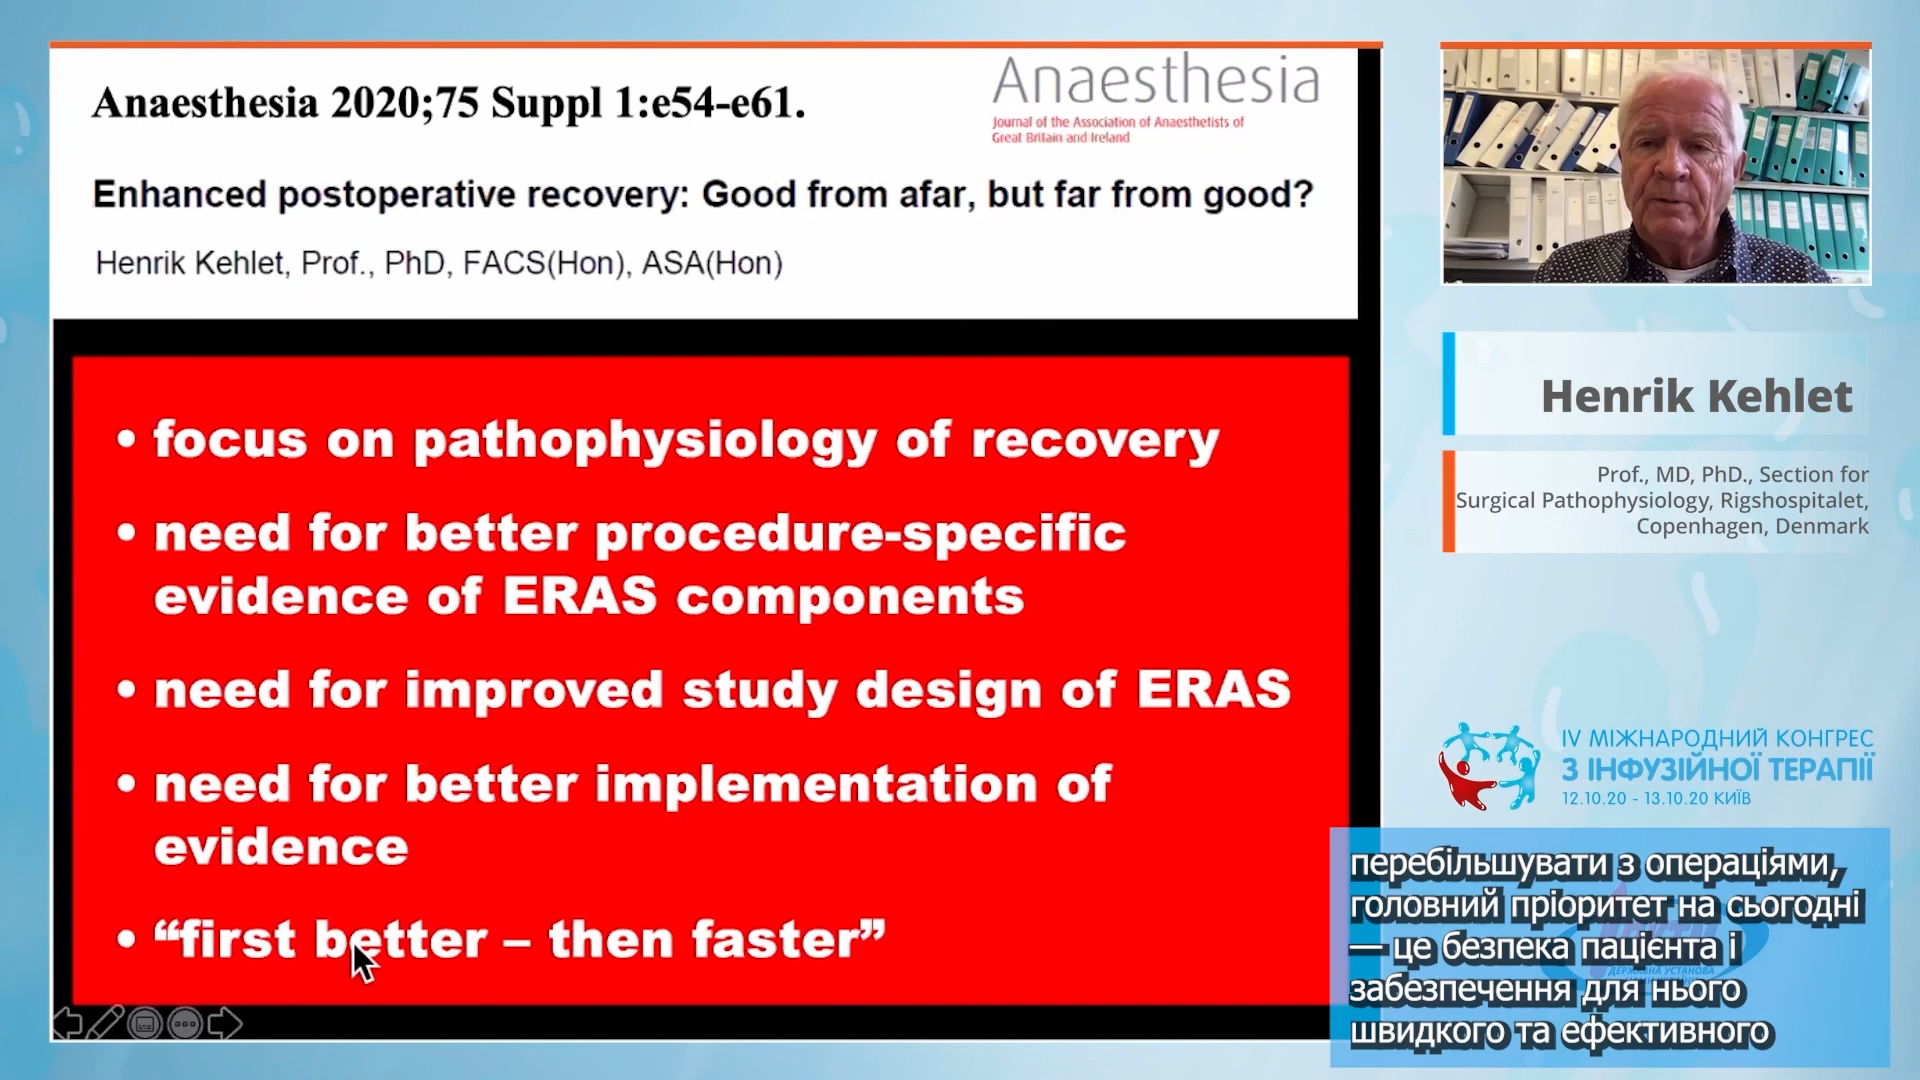 Anaesthesia 2020;75 Suppl 1:e54-e61.
Anaesthesia
Journal of the Association of Anaesthetists of
Great Britain and Ireland
Enhanced postoperative recovery: Good from afar, but far from good?
Henrik Kehlet, Prof., PhD, FACS(Hon), ASA(Hon)
• focus on pathophysiology of recovery
• need for better procedure-specific
evidence of ERAS components
• need for improved study design of ERAS
• need for better implementation of
evidence
• “first better – then faster”
Henrik Kehlet
Prof., MD, PhD., Section for
Surgical Pathophysiology, Rigshospitalet,
Copenhagen, Denmark
IV МІЖНАРОДНИЙ КОНГРЕС
З ІНФУЗІЙНОЇ ТЕРАПІЇ
12.10.20 - 13.10.20 КИЇВ
перебільшувати з операціями,
головний пріоритет на сьогодні
— це безпека пацієнта і
забезпечення для нього
швидкого та ефективного
ДЕРЖАВНА УСТАНОВА